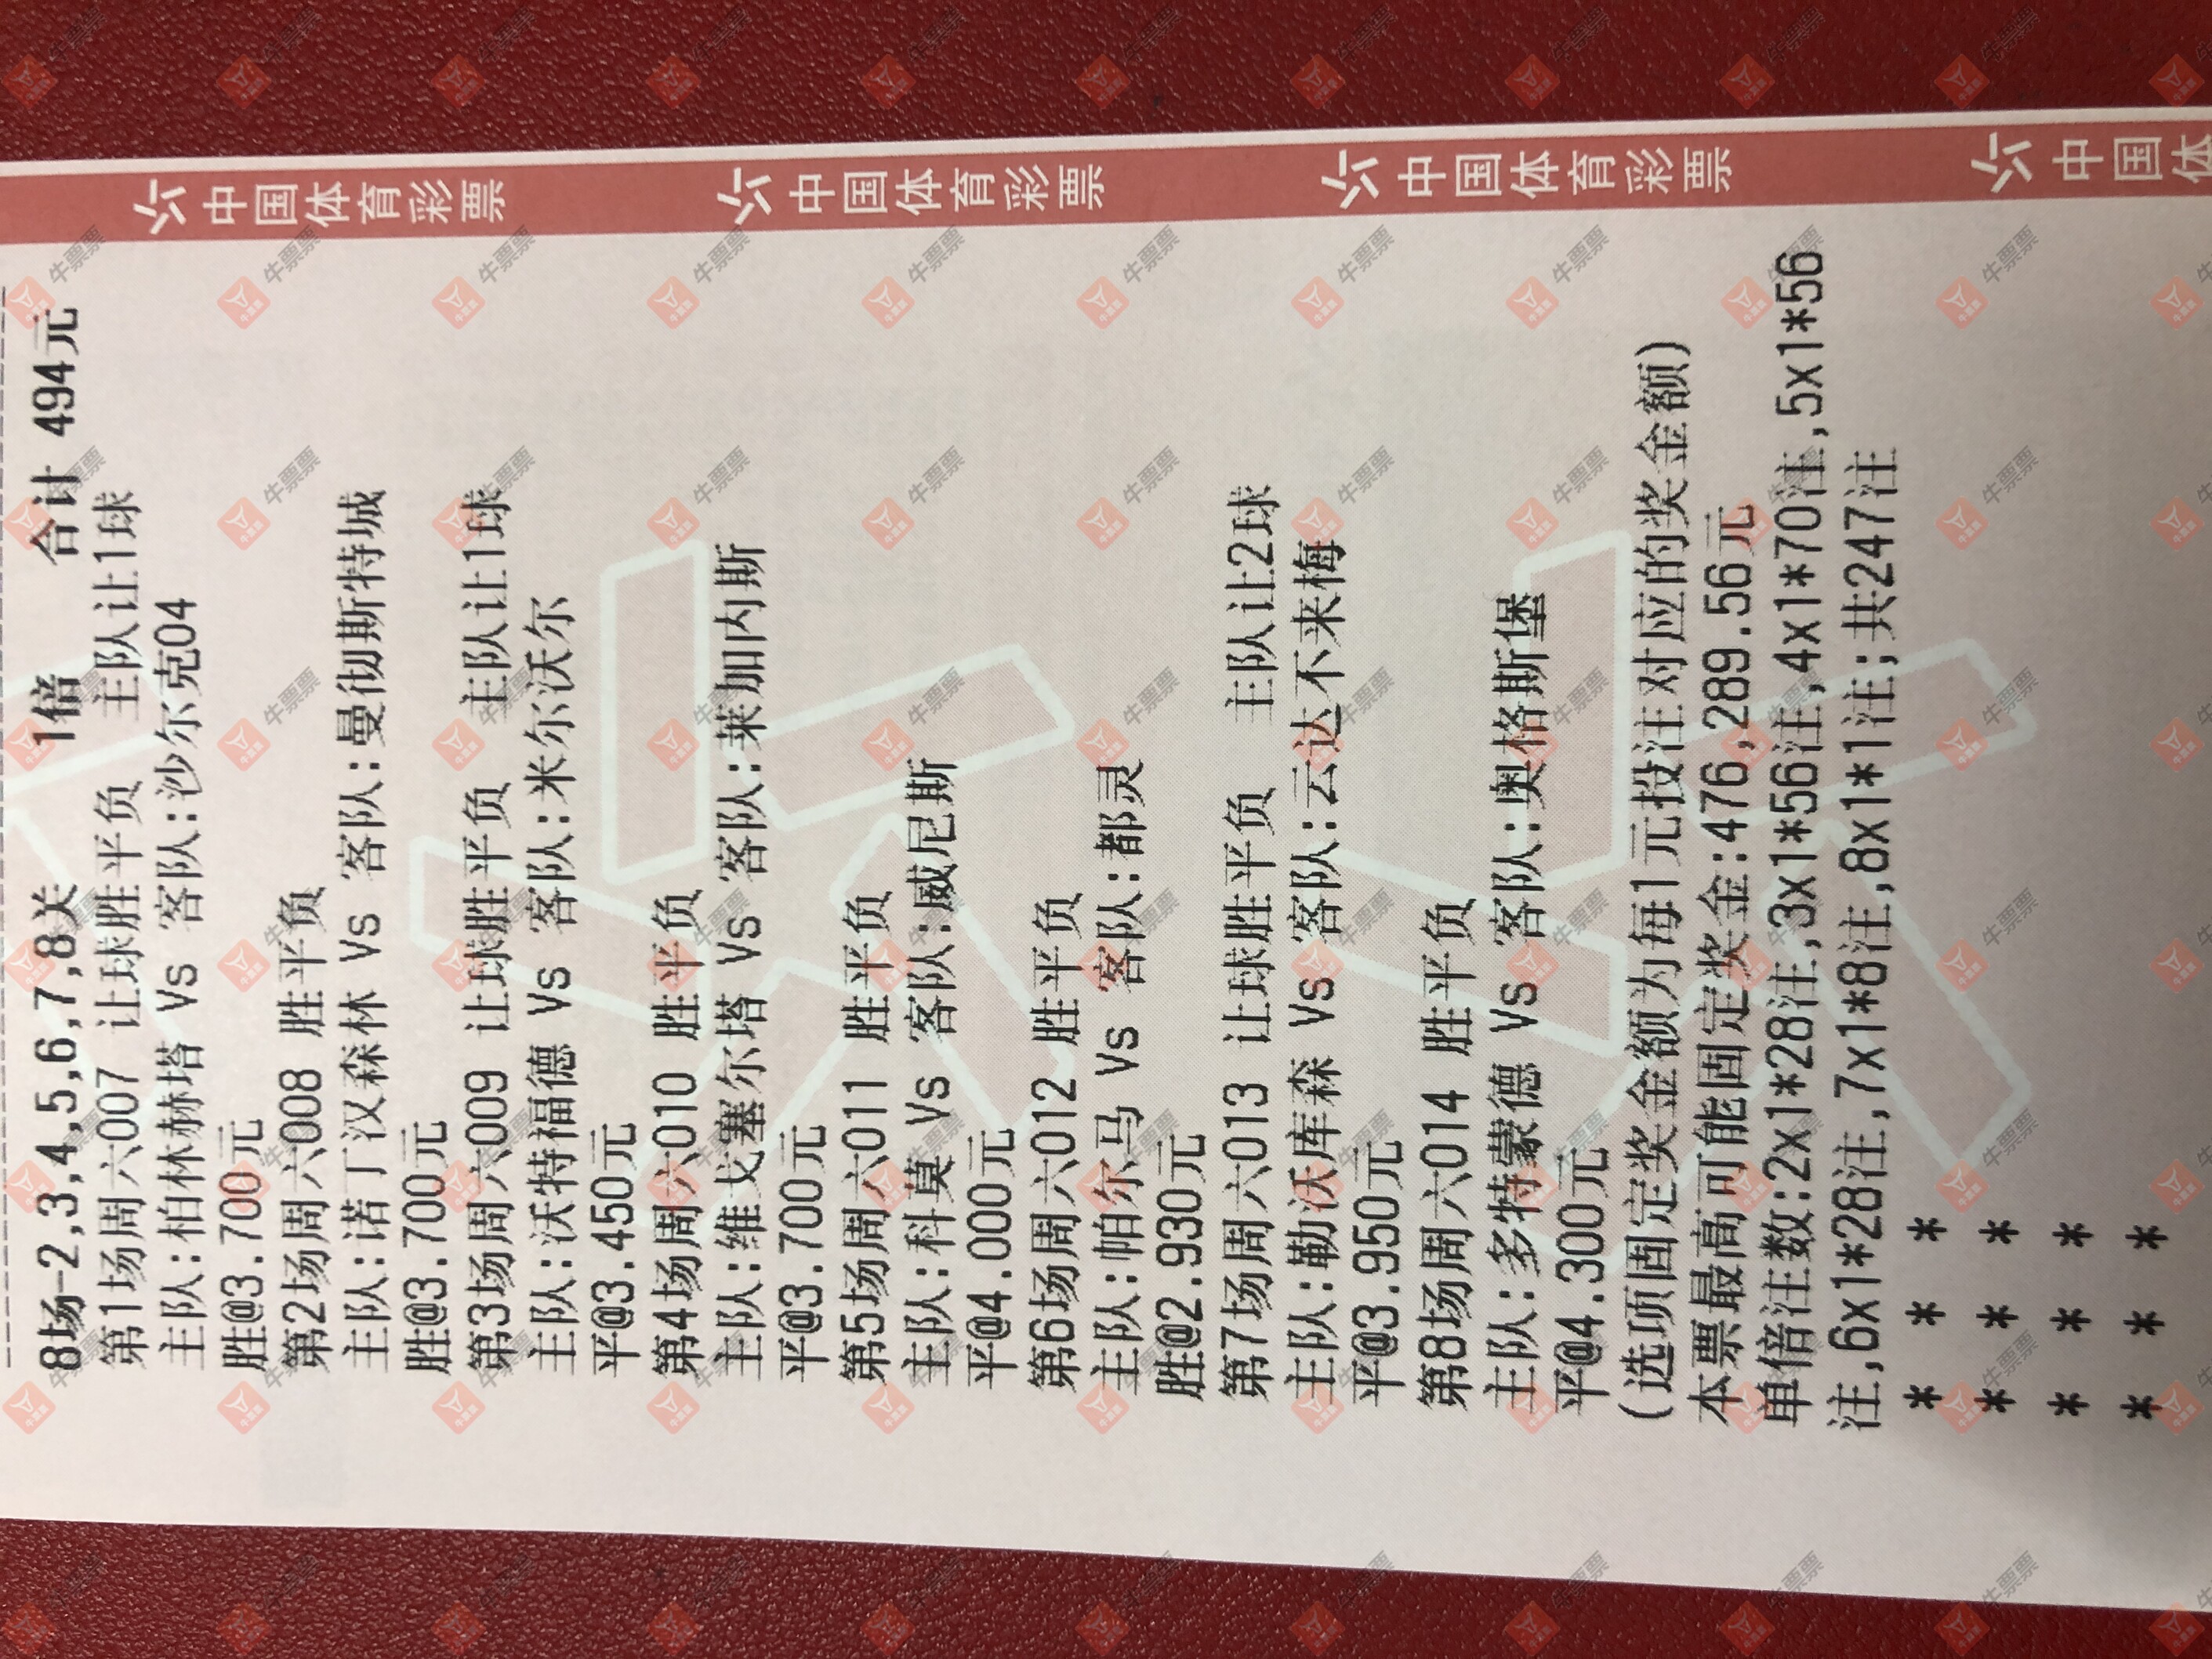 8场-2,3,4,5,6,7,8关 1倍 合计 494元
第1场周六007 让球胜平负 主队让1球
主队:柏林赫塔 Vs 客队:沙尔克04
胜@3.700元
第2场周六008 胜平负
主队:诺丁汉森林 Vs 客队:曼彻斯特城
胜@3.700元
第3场周六009 让球胜平负 主队让1球
主队:沃特福德 Vs 客队:米尔沃尔
平@3.450元
第4场周六010 胜平负
主队:维戈塞尔塔 Vs 客队:莱加内斯
平@3.700元
第5场周六011 胜平负
主队:科莫 Vs 客队:威尼斯
平@4.000元
第6场周六012 胜平负
主队:帕尔马 Vs 客队:都灵
胜@2.930元
第7场周六013 让球胜平负 主队让2球
主队:勒沃库森 Vs 客队:云达不来梅
平@3.950元
第8场周六014 胜平负
主队:多特蒙德 Vs 客队:奥格斯堡
平@4.300元
(选项固定奖金额为每1元投注对应的奖金额)
本票最高可能固定奖金:476,289.56元
单倍注数:2x1*28注,3x1*56注,4x1*70注,5x1*56
注,6x1*28注,7x1*8注,8x1*1注;共247注
* * *
* * *
* * *
* * *
中国体育彩票
中国体育彩票
中国体育彩票
中国体
牛票票